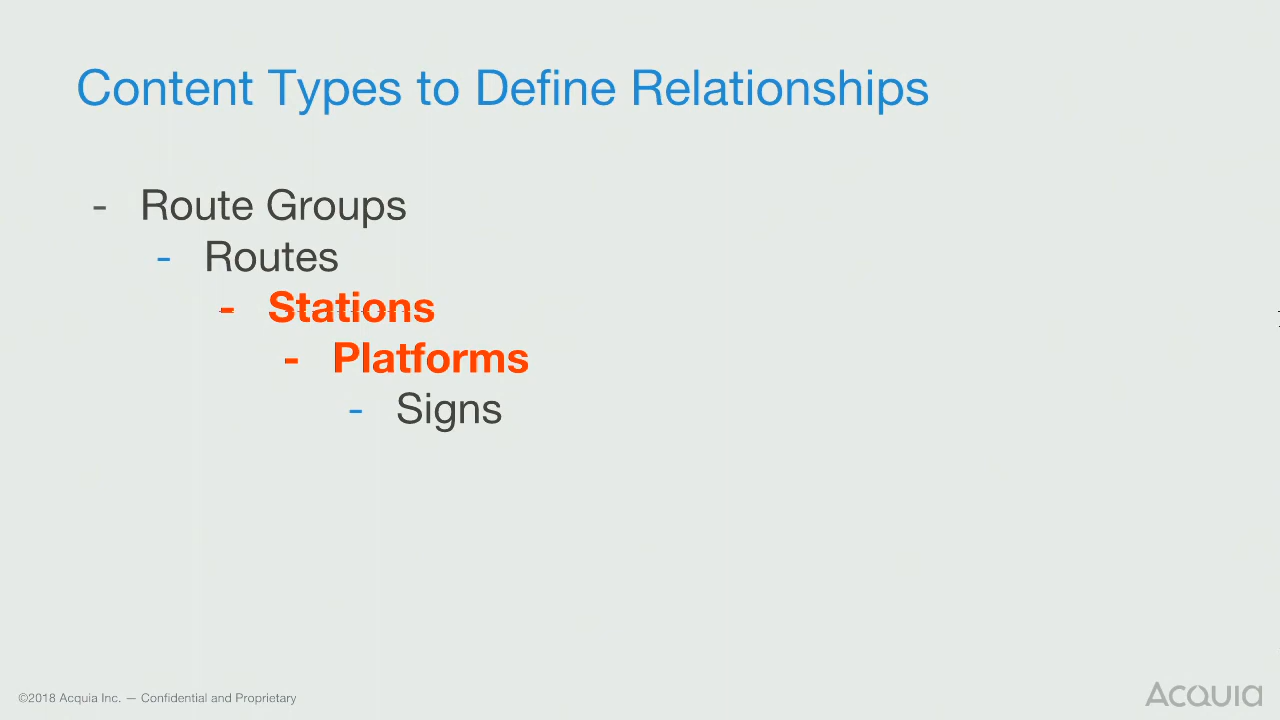 Content Types to Define Relationships
- Route Groups
- Routes
- Stations
- Platforms
- Signs
©2018 Acquia Inc. — Confidential and Proprietary
Acquia